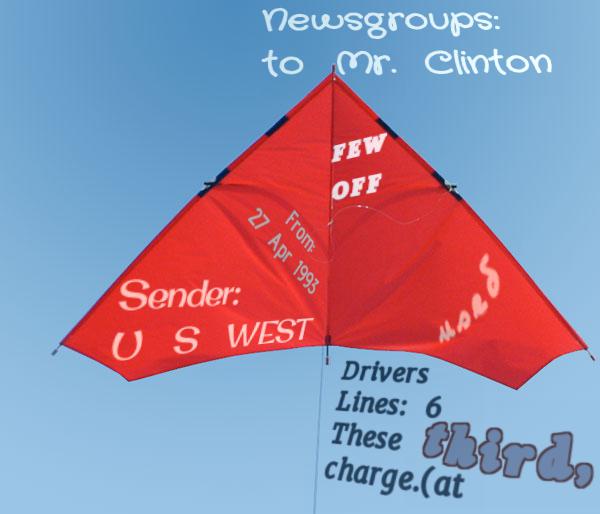 Newsgroups:
to Mr. Clinton
FEW
OFF
From:
27 Apr 1993
Sender:
U S WEST
used
Drivers
Lines: 6
These third,
charge.(at